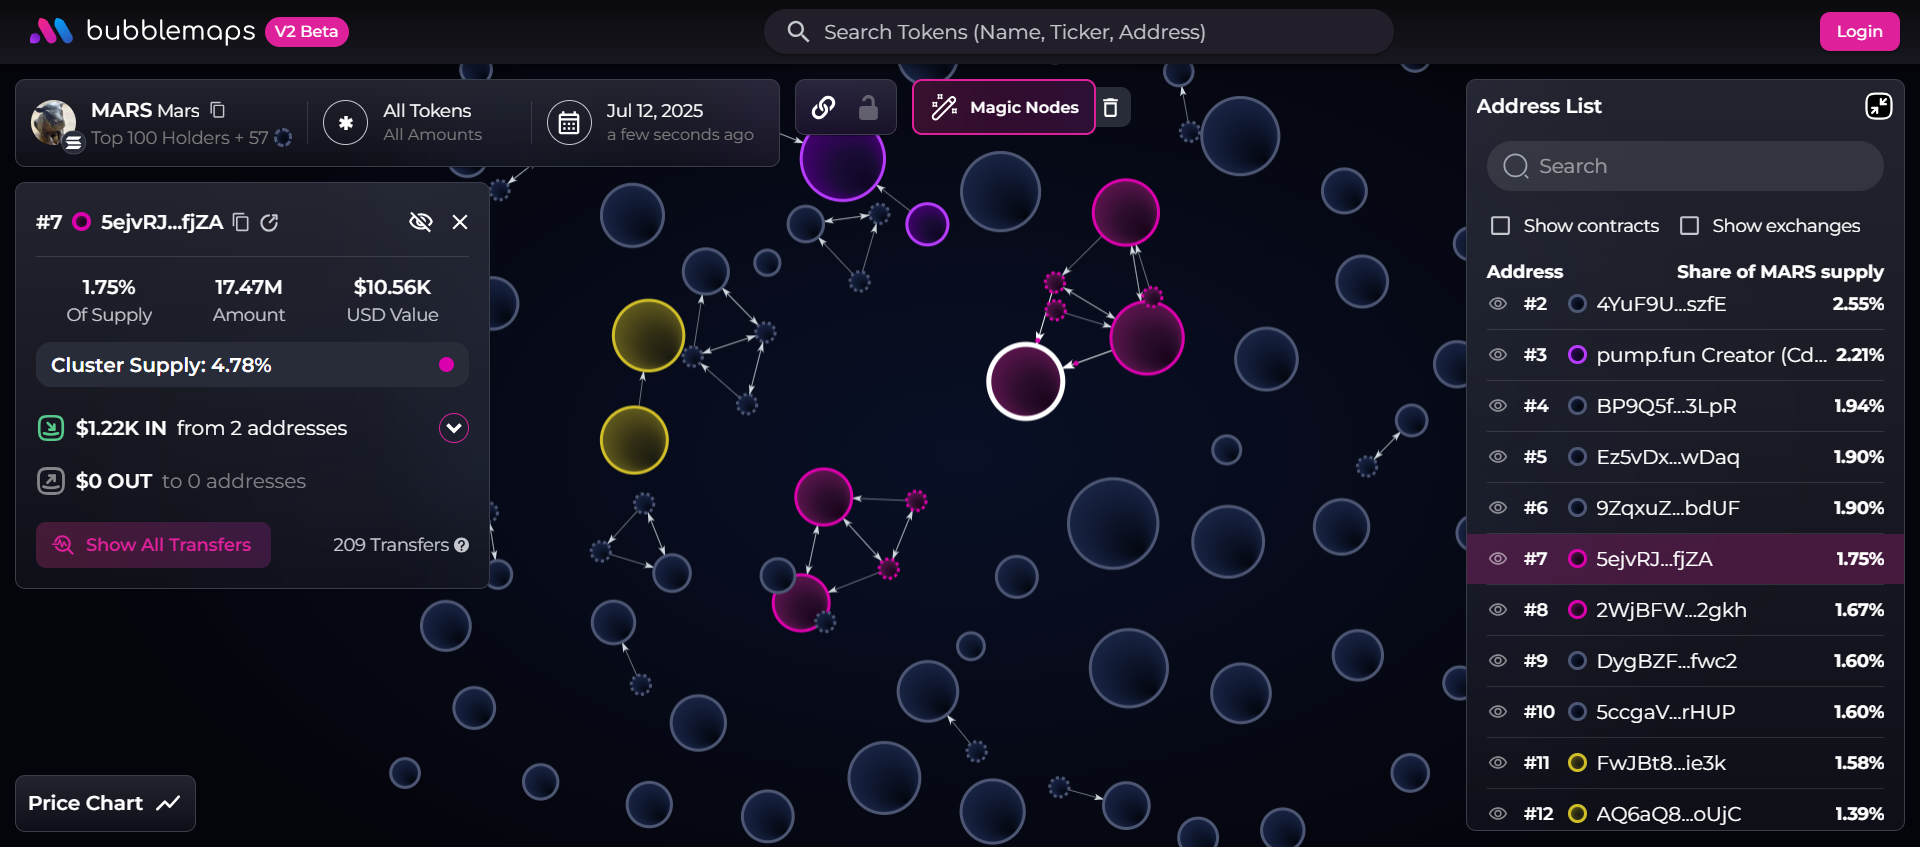 bubblemaps V2 Beta
Search Tokens (Name, Ticker, Address)
Login
MARS Mars
Top 100 Holders + 57
All Tokens
All Amounts
Jul 12, 2025
a few seconds ago
Magic Nodes
#7 5ejvRJ...fjZA
1.75% 17.47M $10.56K
Of Supply Amount USD Value
Cluster Supply: 4.78%
$1.22K IN from 2 addresses
$0 OUT to 0 addresses
Show All Transfers 209 Transfers ?
Price Chart
Address List
Search
Show contracts Show exchanges
Address Share of MARS supply
#2 4YuF9U...szfE 2.55%
#3 pump.fun Creator (Cd... 2.21%
#4 BP9Q5f...3LpR 1.94%
#5 Ez5vDx...wDaq 1.90%
#6 9ZqxuZ...bdUF 1.90%
#7 5ejvRJ...fjZA 1.75%
#8 2WjBFW...2gkh 1.67%
#9 DygBZF...fwc2 1.60%
#10 5ccgaV...rHUP 1.60%
#11 FwJBt8...ie3k 1.58%
#12 AQ6aQ8...oUjC 1.39%